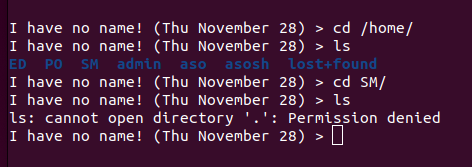 I have no name! (Thu November 28) > cd /home/
I have no name! (Thu November 28) > ls
ED  PO  SM  admin  aso  asosh  lost+found
I have no name! (Thu November 28) > cd SM/
I have no name! (Thu November 28) > ls
ls: cannot open directory '.': Permission denied
I have no name! (Thu November 28) >